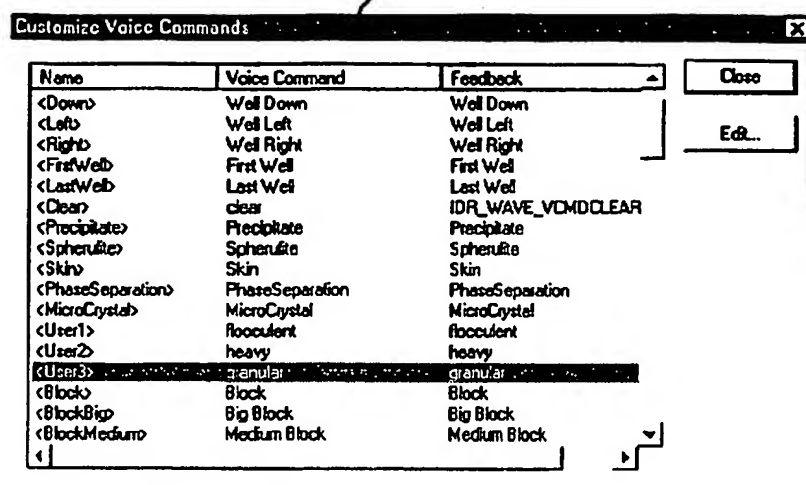 Customize Voice Commands
Name Voice Command Feedback Close
<Down> Well Down Well Down
<Left> Well Left Well Left Edit...
<Right> Well Right Well Right
<FirstWell> First Well First Well
<LastWell> Last Well Last Well
<Clear> clear IDR_WAVE_VCMDCLEAR
<Precipitate> Precipitate Precipitate
<Spherulite> Spherulite Spherulite
<Skin> Skin Skin
<PhaseSeparation> PhaseSeparation PhaseSeparation
<MicroCrystal> MicroCrystal MicroCrystal
<User1> flocculent flocculent
<User2> heavy heavy
<User3> granular granular
<Block> Block Block
<BlockBig> Big Block Big Block
<BlockMedium> Medium Block Medium Block